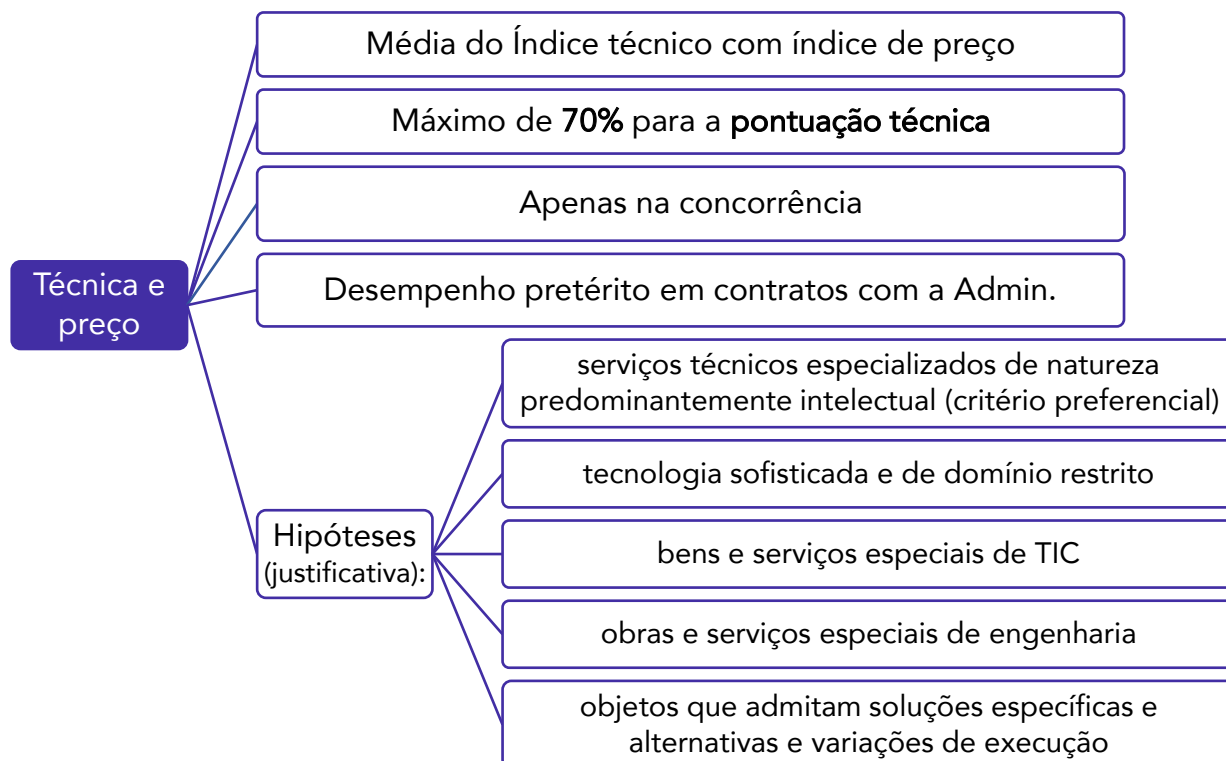 Média do Índice técnico com índice de preço
Máximo de 70% para a pontuação técnica
Apenas na concorrência
Desempenho pretérito em contratos com a Admin.
Técnica e
preço
Hipóteses
(justificativa):
serviços técnicos especializados de natureza
predominantemente intelectual (critério preferencial)
tecnologia sofisticada e de domínio restrito
bens e serviços especiais de TIC
obras e serviços especiais de engenharia
objetos que admitam soluções específicas e
alternativas e variações de execução